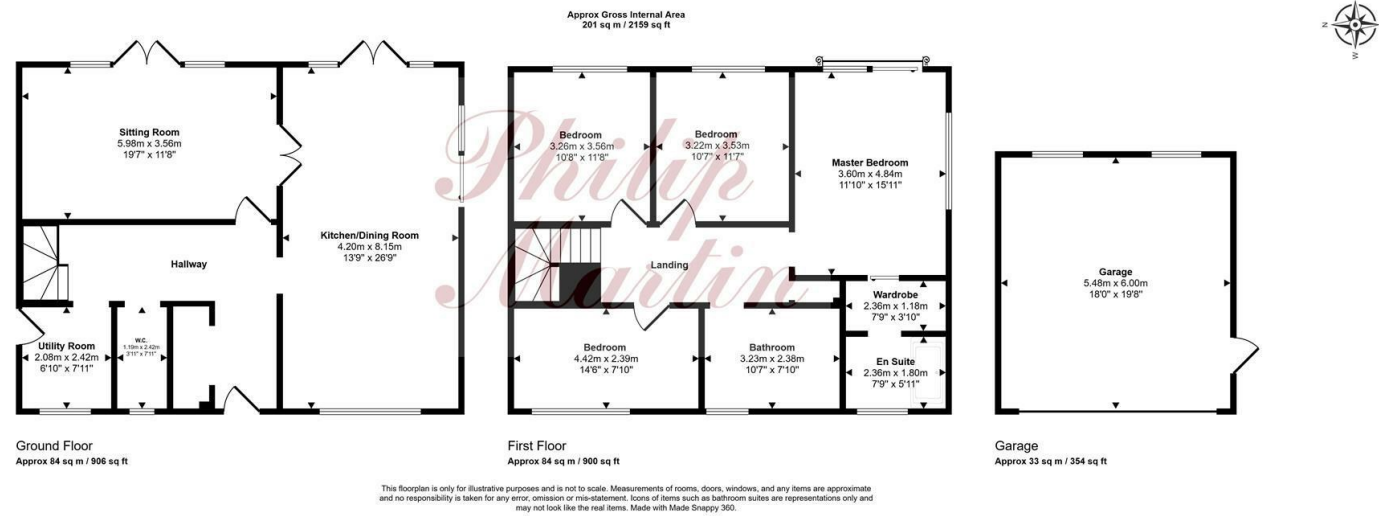 Approx Gross Internal Area
201 sq m / 2159 sq ft
N
W
Sitting Room
5.98m x 3.56m
19'7" x 11'8"
Kitchen/Dining Room
4.20m x 8.15m
13'9" x 26'9"
Hallway
Utility Room
2.08m x 2.42m
6'10" x 7'11"
W.C.
1.19m x 2.42m
3'11" x 7'11"
Ground Floor
Approx 84 sq m / 906 sq ft
Philip
Martin
Bedroom
3.26m x 3.56m
10'8" x 11'8"
Bedroom
3.22m x 3.53m
10'7" x 11'7"
Master Bedroom
3.60m x 4.84m
11'10" x 15'11"
Landing
Wardrobe
2.36m x 1.18m
7'9" x 3'10"
Bedroom
4.42m x 2.39m
14'6" x 7'10"
Bathroom
3.23m x 2.38m
10'7" x 7'10"
En Suite
2.36m x 1.80m
7'9" x 5'11"
First Floor
Approx 84 sq m / 900 sq ft
Garage
5.48m x 6.00m
18'0" x 19'8"
Garage
Approx 33 sq m / 354 sq ft
This floorplan is only for illustrative purposes and is not to scale. Measurements of rooms, doors, windows, and any items are approximate
and no responsibility is taken for any error, omission or mis-statement. Icons of items such as bathroom suites are representations only and
may not look like the real items. Made with Made Snappy 360.